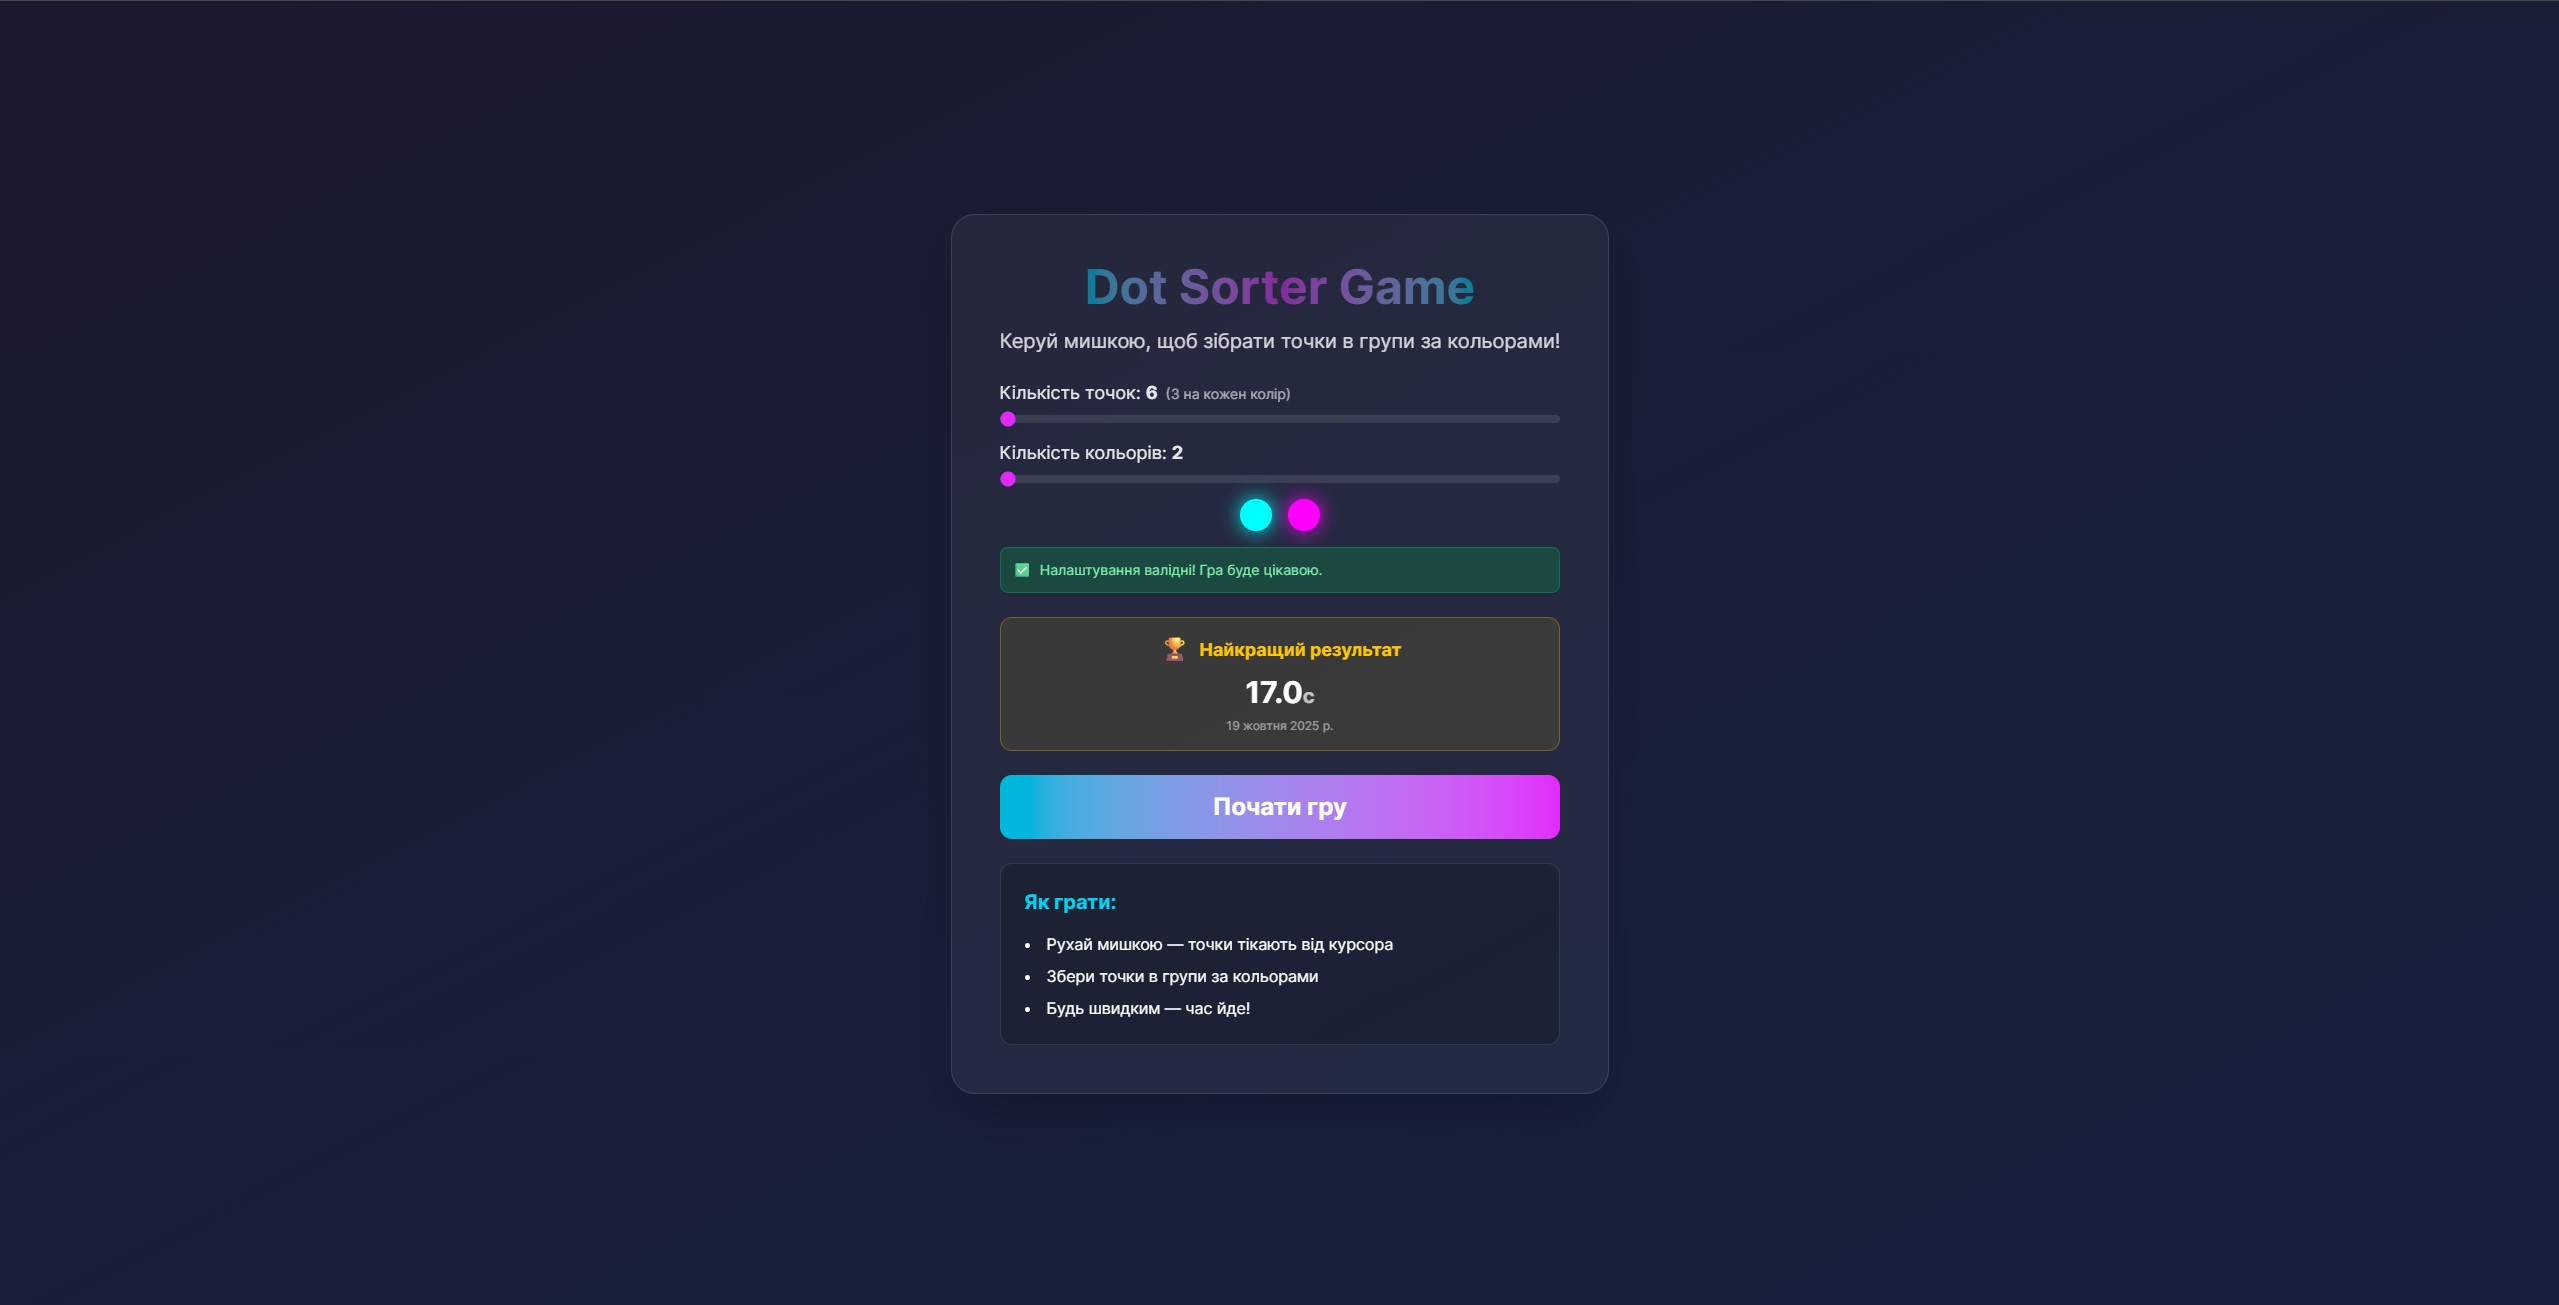 Dot Sorter Game
Керуй мишкою, щоб зібрати точки в групи за кольорами!
Кількість точок: 6 (3 на кожен колір)
Кількість кольорів: 2
Налаштування валідні! Гра буде цікавою.
Найкращий результат
17.0с
19 жовтня 2025 р.
Почати гру
Як грати:
• Рухай мишкою — точки тікають від курсора
• Збери точки в групи за кольорами
• Будь швидким — час йде!